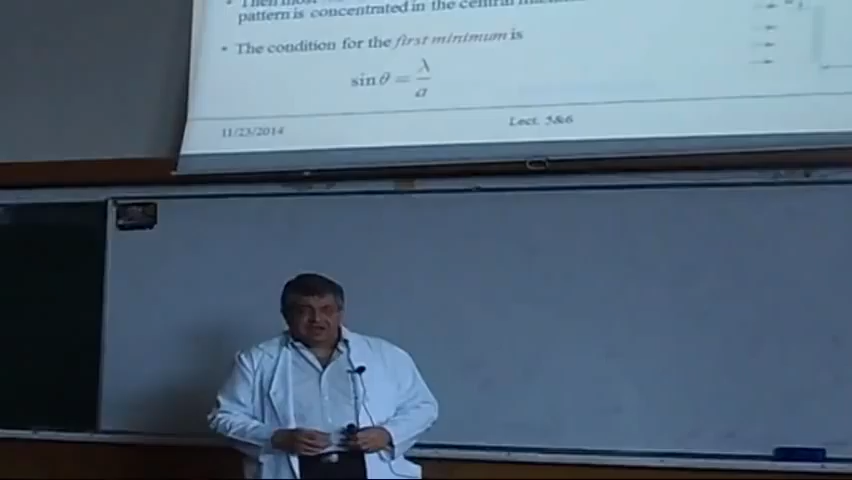 pattern is concentrated in the central
• The condition for the first minimum is
sin θ = λ/a
11/23/2014 Lect. 5&6